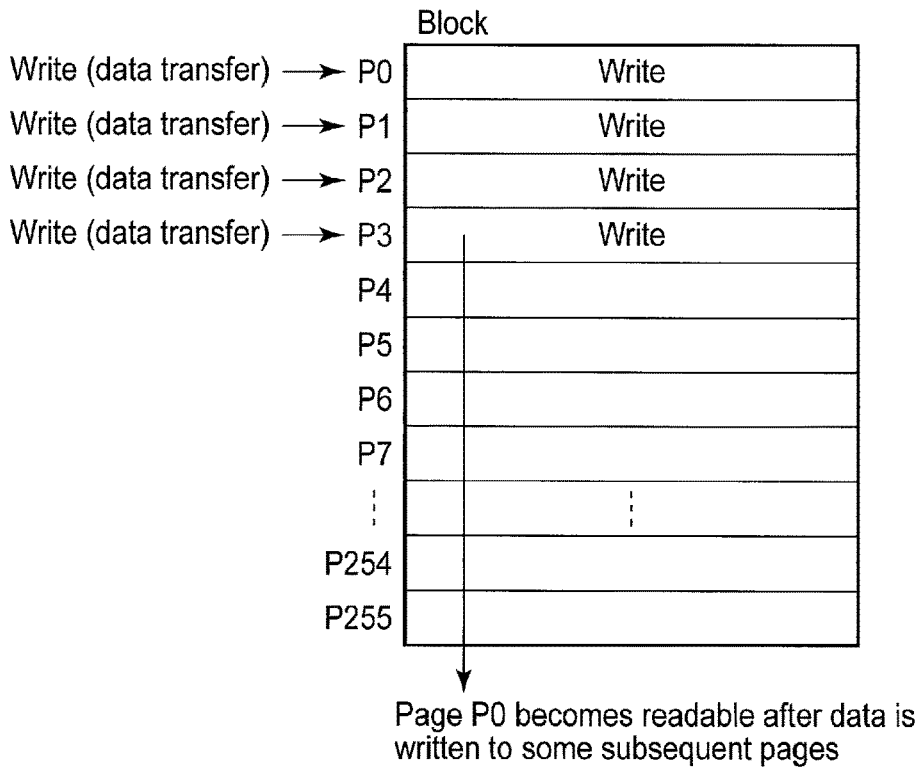 Block
Write (data transfer) P0 Write
Write (data transfer) P1 Write
Write (data transfer) P2 Write
Write (data transfer) P3 Write
P4
P5
P6
P7
P254
P255
Page P0 becomes readable after data is
written to some subsequent pages